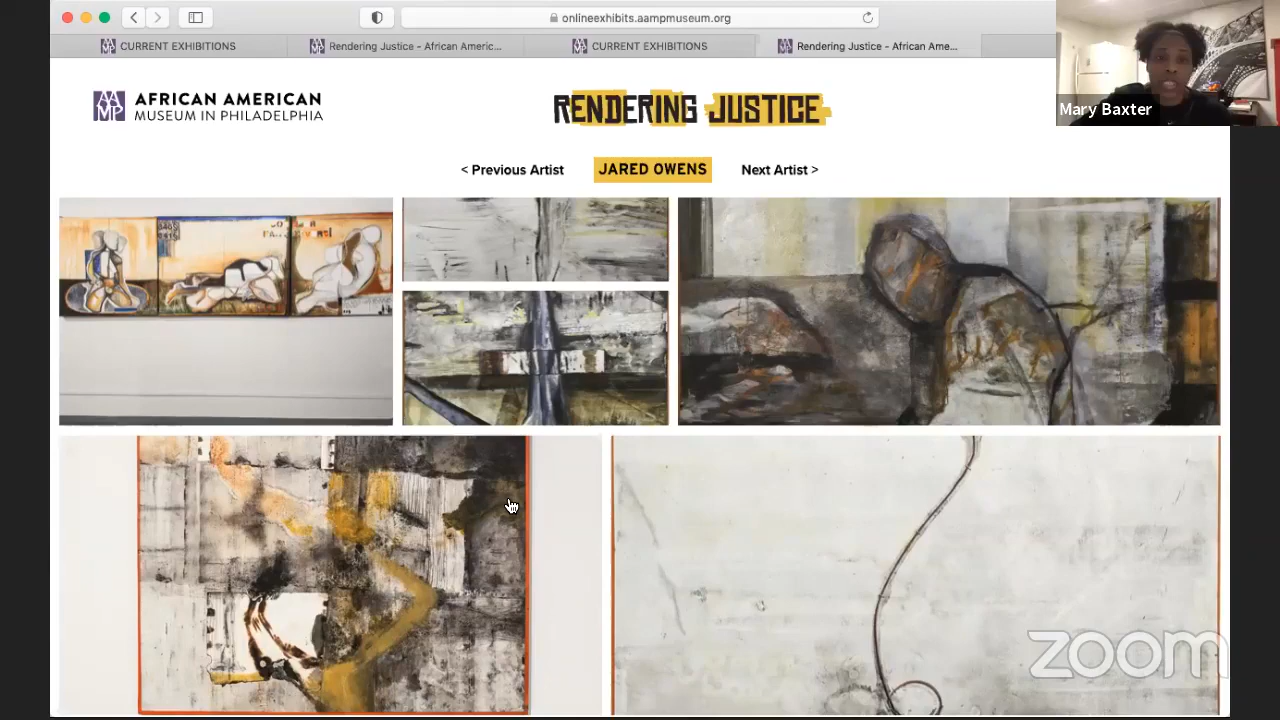 onlineexhibits.aampmuseum.org
CURRENT EXHIBITIONS
Rendering Justice - African Americ...
CURRENT EXHIBITIONS
Rendering Justice - African Ame...
Mary Baxter
AAMP
AFRICAN AMERICAN
MUSEUM IN PHILADELPHIA
RENDERING JUSTICE
< Previous Artist
JARED OWENS
Next Artist >
zoom